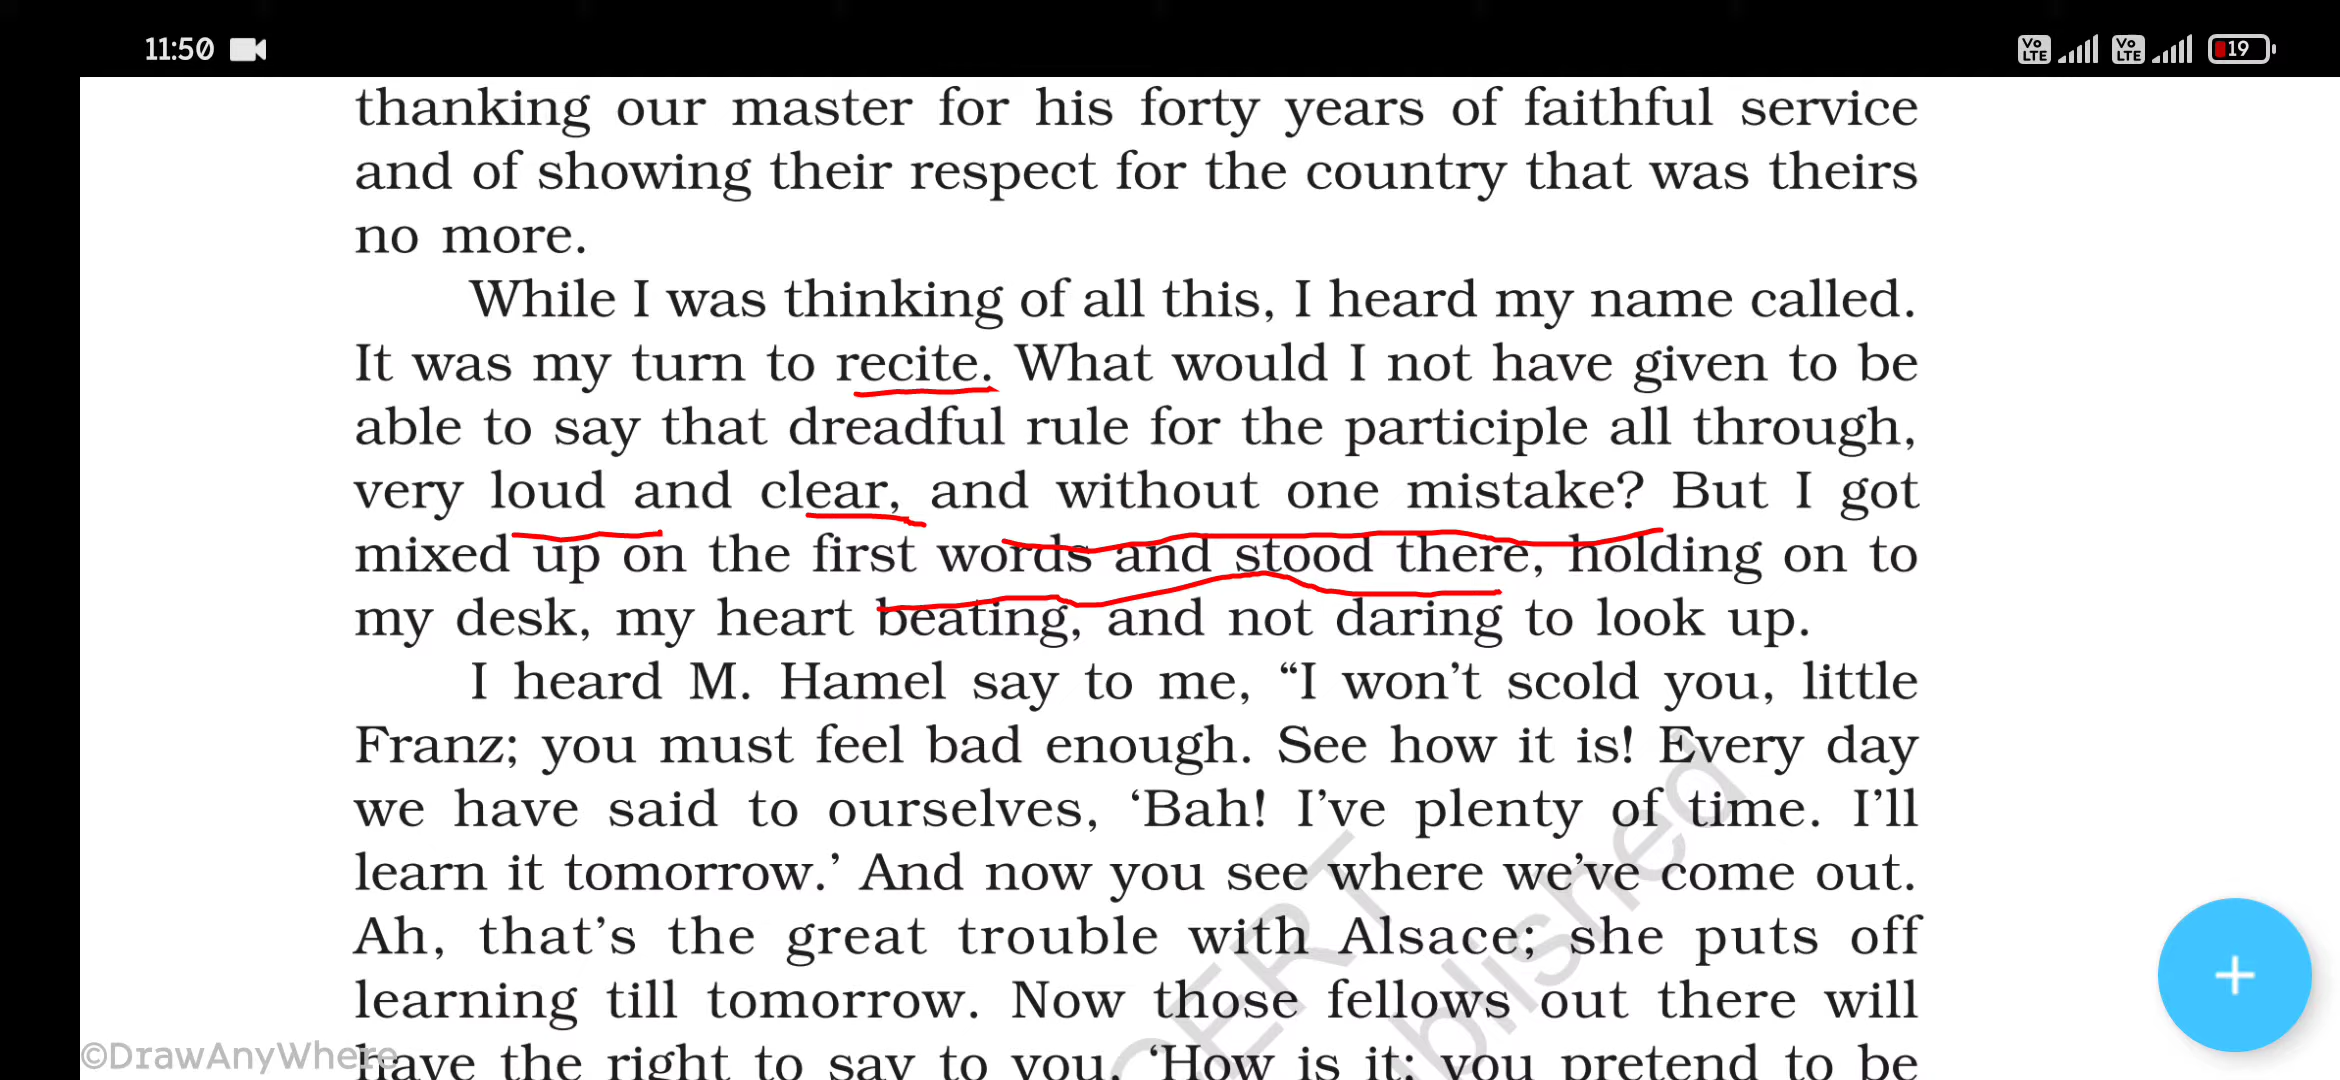 11:50
Vo LTE Vo LTE 19
thanking our master for his forty years of faithful service
and of showing their respect for the country that was theirs
no more.
While I was thinking of all this, I heard my name called.
It was my turn to recite. What would I not have given to be
able to say that dreadful rule for the participle all through,
very loud and clear, and without one mistake? But I got
mixed up on the first words and stood there, holding on to
my desk, my heart beating, and not daring to look up.
I heard M. Hamel say to me, “I won’t scold you, little
Franz; you must feel bad enough. See how it is! Every day
we have said to ourselves, ‘Bah! I’ve plenty of time. I’ll
learn it tomorrow.’ And now you see where we’ve come out.
Ah, that’s the great trouble with Alsace; she puts off
learning till tomorrow. Now those fellows out there will
have the right to say to you, ‘How is it; you pretend to be
©DrawAnyWhere
CERT
blished
+